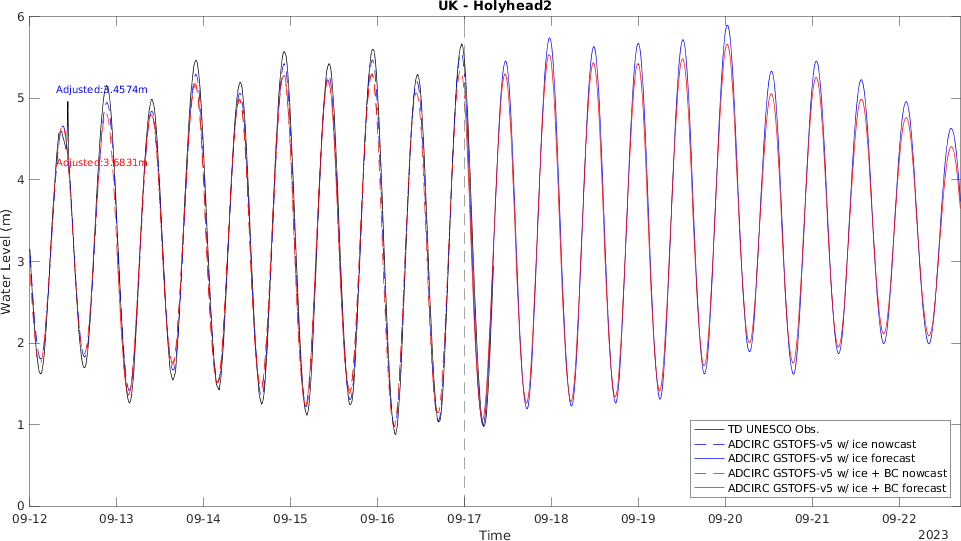 UK - Holyhead2
6
5
4
3
2
1
0
Water Level (m)
Adjusted:3.4574m
Adjusted:3.6831m
TD UNESCO Obs.
ADCIRC GSTOFS-v5 w/ ice nowcast
ADCIRC GSTOFS-v5 w/ ice forecast
ADCIRC GSTOFS-v5 w/ ice + BC nowcast
ADCIRC GSTOFS-v5 w/ ice + BC forecast
09-12 09-13 09-14 09-15 09-16 09-17 09-18 09-19 09-20 09-21 09-22
Time
2023